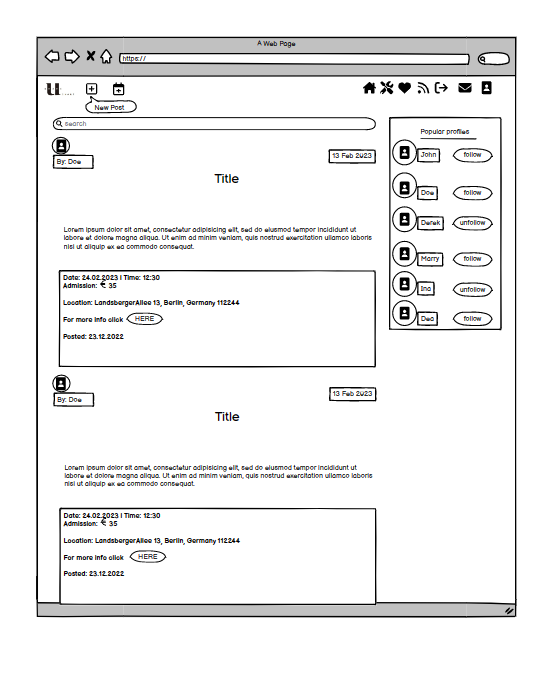 A Web Page
https://
New Post
search
By: Doe
13 Feb 2023
Title
Lorem ipsum dolor sit amet, consectetur adipisicing elit, sed do eiusmod tempor incididunt ut
labore et dolore magna aliqua. Ut enim ad minim veniam, quis nostrud exercitation ullamco laboris
nisi ut aliquip ex ea commodo consequat.
Date: 24.02.2023 I Time: 12:30
Admission: € 35
Location: LandsbergerAllee 13, Berlin, Germany 112244
For more info click HERE
Posted: 23.12.2022
By: Doe
13 Feb 2023
Title
Lorem ipsum dolor sit amet, consectetur adipisicing elit, sed do eiusmod tempor incididunt ut
labore et dolore magna aliqua. Ut enim ad minim veniam, quis nostrud exercitation ullamco laboris
nisi ut aliquip ex ea commodo consequat.
Date: 24.02.2023 I Time: 12:30
Admission: € 35
Location: LandsbergerAllee 13, Berlin, Germany 112244
For more info click HERE
Posted: 23.12.2022
Popular profiles
John follow
Doe follow
Derek unfollow
Marry follow
Ina unfollow
Dea follow